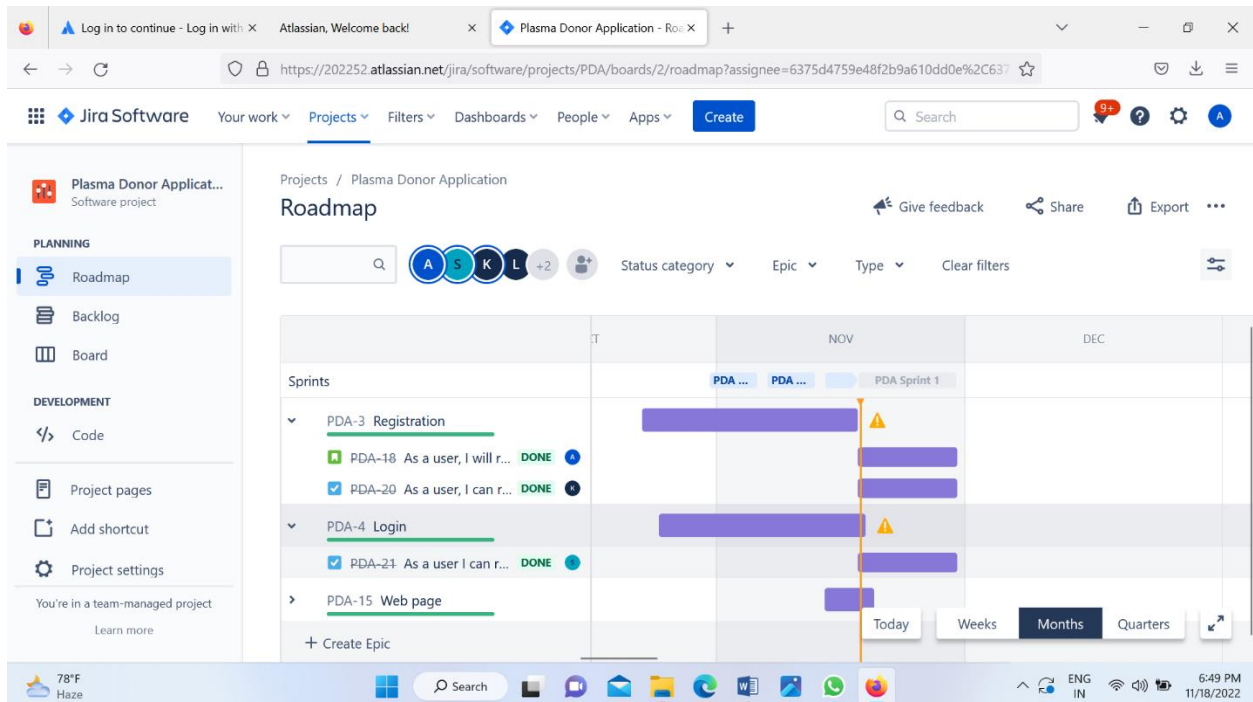 Log in to continue - Log in with
Atlassian, Welcome back!
Plasma Donor Application - Roa
https://202252.atlassian.net/jira/software/projects/PDA/boards/2/roadmap?assignee=6375d4759e48f2b9a610dd0e%2C637
Jira Software Your work Projects Filters Dashboards People Apps Create Search 9+ A
Plasma Donor Applicat...
Software project
PLANNING
Roadmap
Backlog
Board
DEVELOPMENT
Code
Project pages
Add shortcut
Project settings
You're in a team-managed project
Learn more
Projects / Plasma Donor Application
Roadmap
Give feedback Share Export
A S K L +2 Status category Epic Type Clear filters
NOV DEC
Sprints PDA ... PDA ... PDA Sprint 1
PDA-3 Registration
PDA-18 As a user, I will r... DONE A
PDA-20 As a user, I can r... DONE K
PDA-4 Login
PDA-21 As a user I can r... DONE
PDA-15 Web page
+ Create Epic
Today Weeks Months Quarters
78°F
Haze
Search
ENG
IN
6:49 PM
11/18/2022